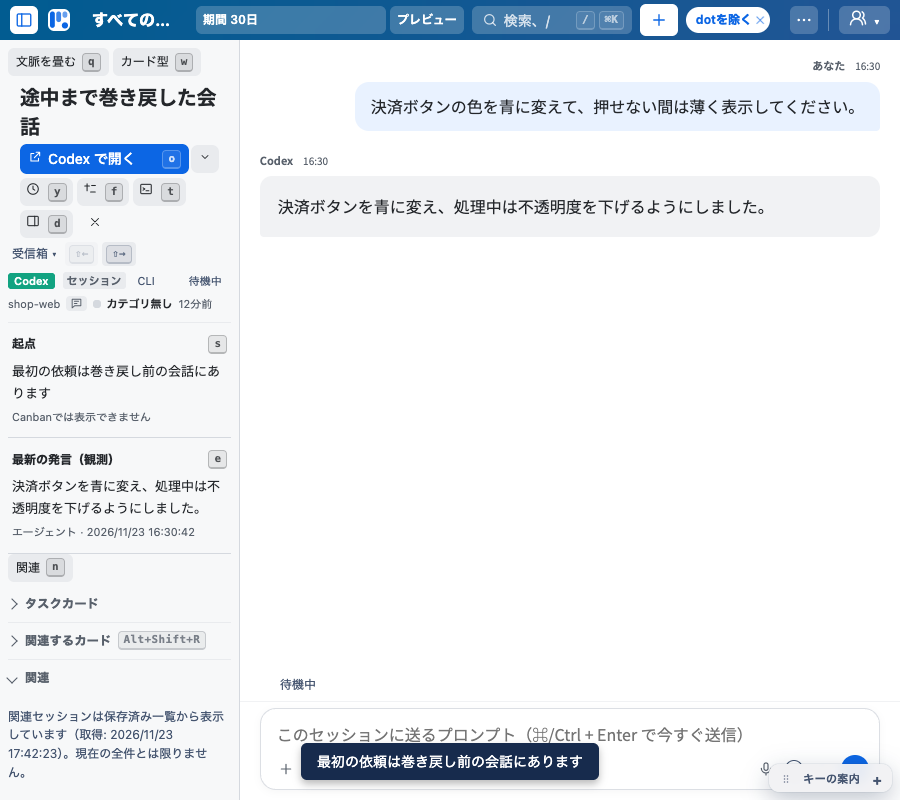 すべての...
期間 30日
プレビュー
検索、/
/
⌘K
+
dotを除く ×
...
文脈を畳む q
カード型 w
途中まで巻き戻した会話
Codex で開く o
y
f
t
d
×
受信箱
⇧←
⇧→
Codex セッション CLI 待機中
shop-web カテゴリ無し 12分前
起点 s
最初の依頼は巻き戻し前の会話にあ
ります
Canbanでは表示できません
最新の発言（観測） e
決済ボタンを青に変え、処理中は不
透明度を下げるようにしました。
エージェント · 2026/11/23 16:30:42
関連 n
タスクカード
関連するカード Alt+Shift+R
関連
関連セッションは保存済み一覧から表示
しています（取得: 2026/11/23
17:42:23）。現在の全件とは限りませ
ん。
あなた 16:30
決済ボタンの色を青に変えて、押せない間は薄く表示してください。
Codex 16:30
決済ボタンを青に変え、処理中は不透明度を下げるようにしました。
待機中
このセッションに送るプロンプト（⌘/Ctrl + Enter で今すぐ送信）
+
最初の依頼は巻き戻し前の会話にあります
キーの案内 +